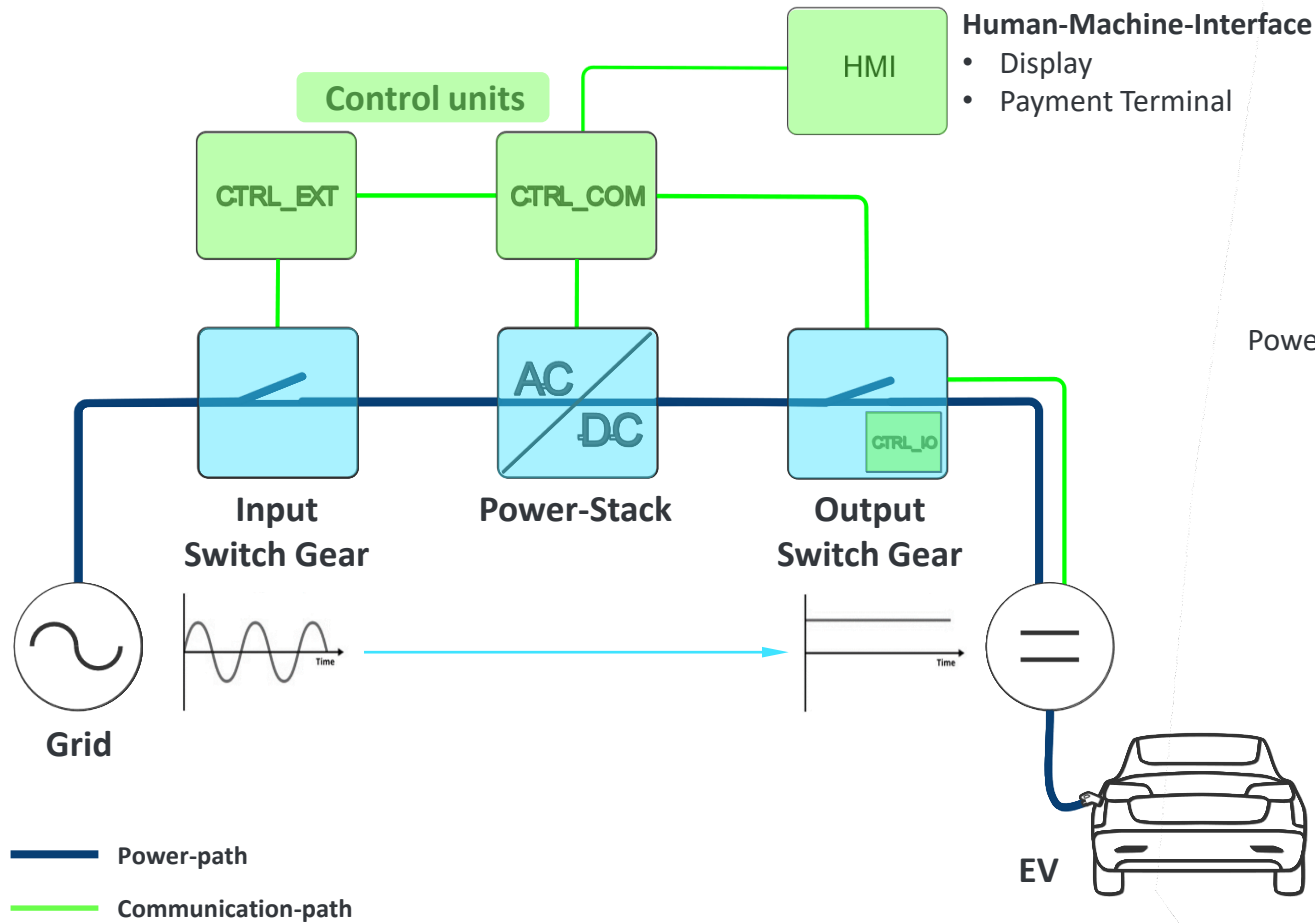 Human-Machine-Interface
• Display
• Payment Terminal
HMI
Control units
CTRL_EXT
CTRL_COM
Powe
AC
DC
CTRL_IO
Input
Switch Gear
Power-Stack
Output
Switch Gear
Time
Time
Grid
EV
Power-path
Communication-path